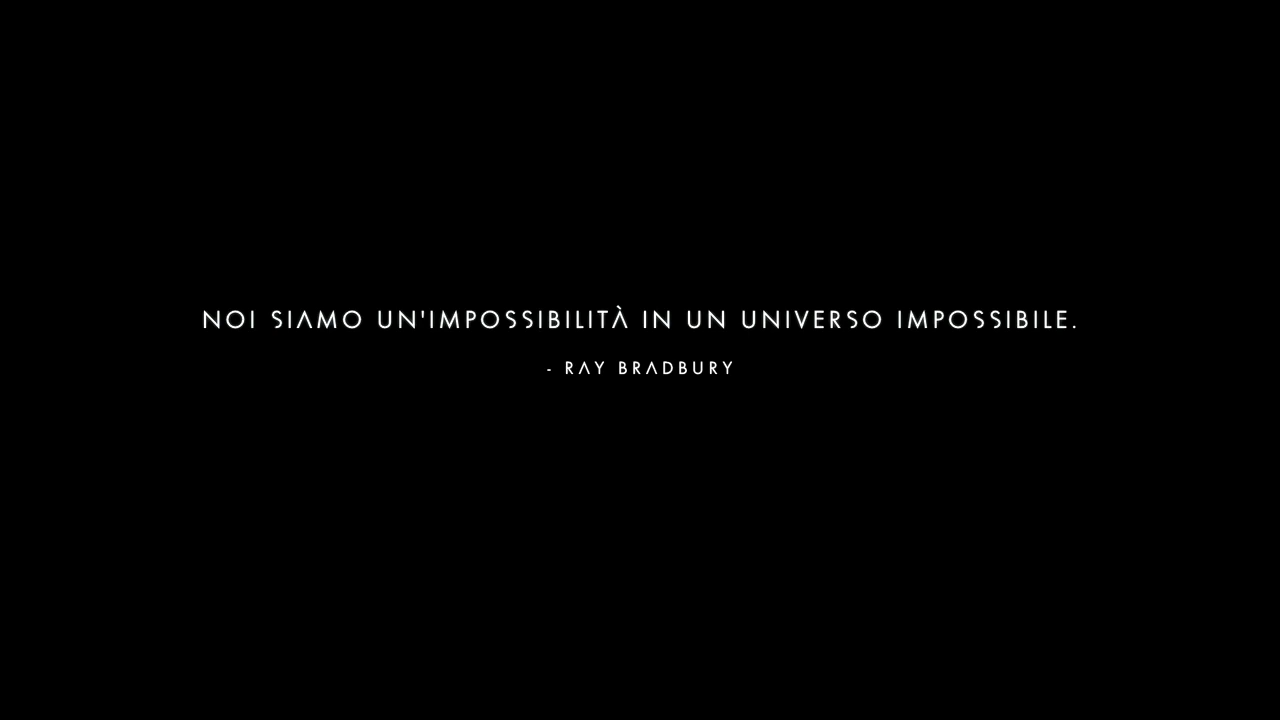 NOI SIAMO UN'IMPOSSIBILITÀ IN UN UNIVERSO IMPOSSIBILE.
- RAY BRADBURY